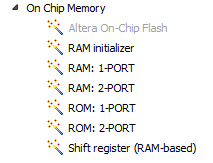 On Chip Memory
Altera On-Chip Flash
RAM initializer
RAM: 1-PORT
RAM: 2-PORT
ROM: 1-PORT
ROM: 2-PORT
Shift register (RAM-based)